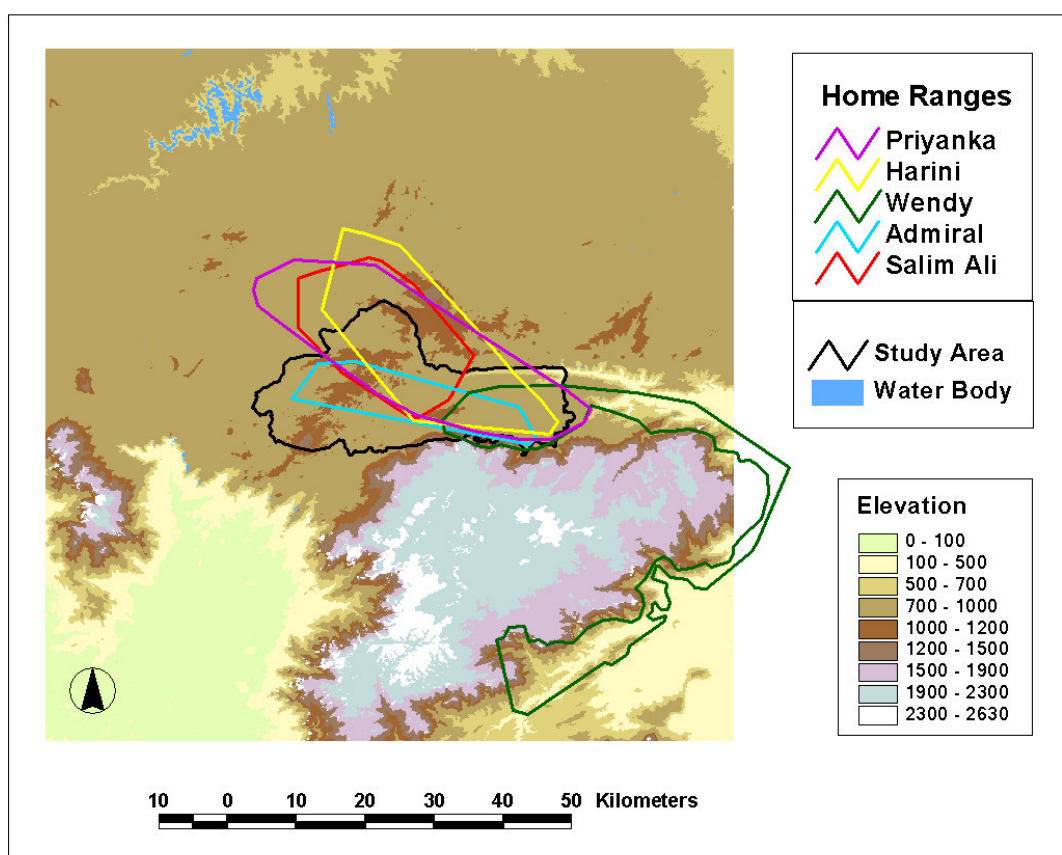 Home Ranges
Priyanka
Harini
Wendy
Admiral
Salim Ali
Study Area
Water Body
Elevation
0 - 100
100 - 500
500 - 700
700 - 1000
1000 - 1200
1200 - 1500
1500 - 1900
1900 - 2300
2300 - 2630
10 0 10 20 30 40 50 Kilometers